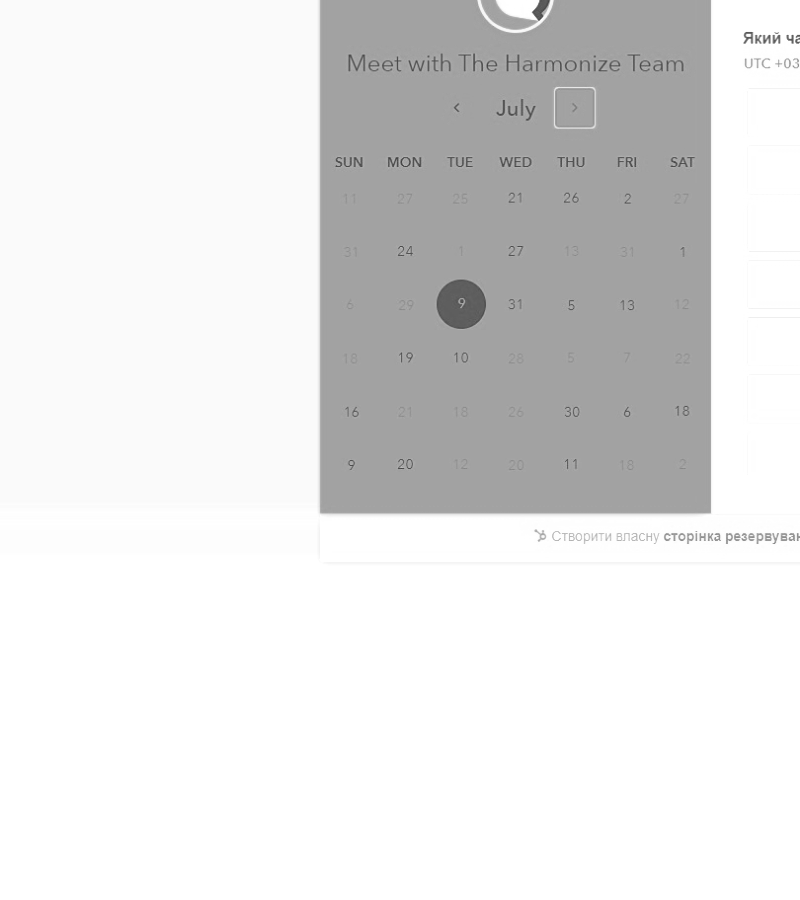 Meet with The Harmonize Team
July
SUN MON TUE WED THU FRI SAT
11 27 25 21 26 2 27
31 24 1 27 13 31 1
6 29 9 31 5 13 12
18 19 10 28 5 7 22
16 21 18 26 30 6 18
9 20 12 20 11 18 2
Який ча
UTC +03
Створити власну сторінка резервуван